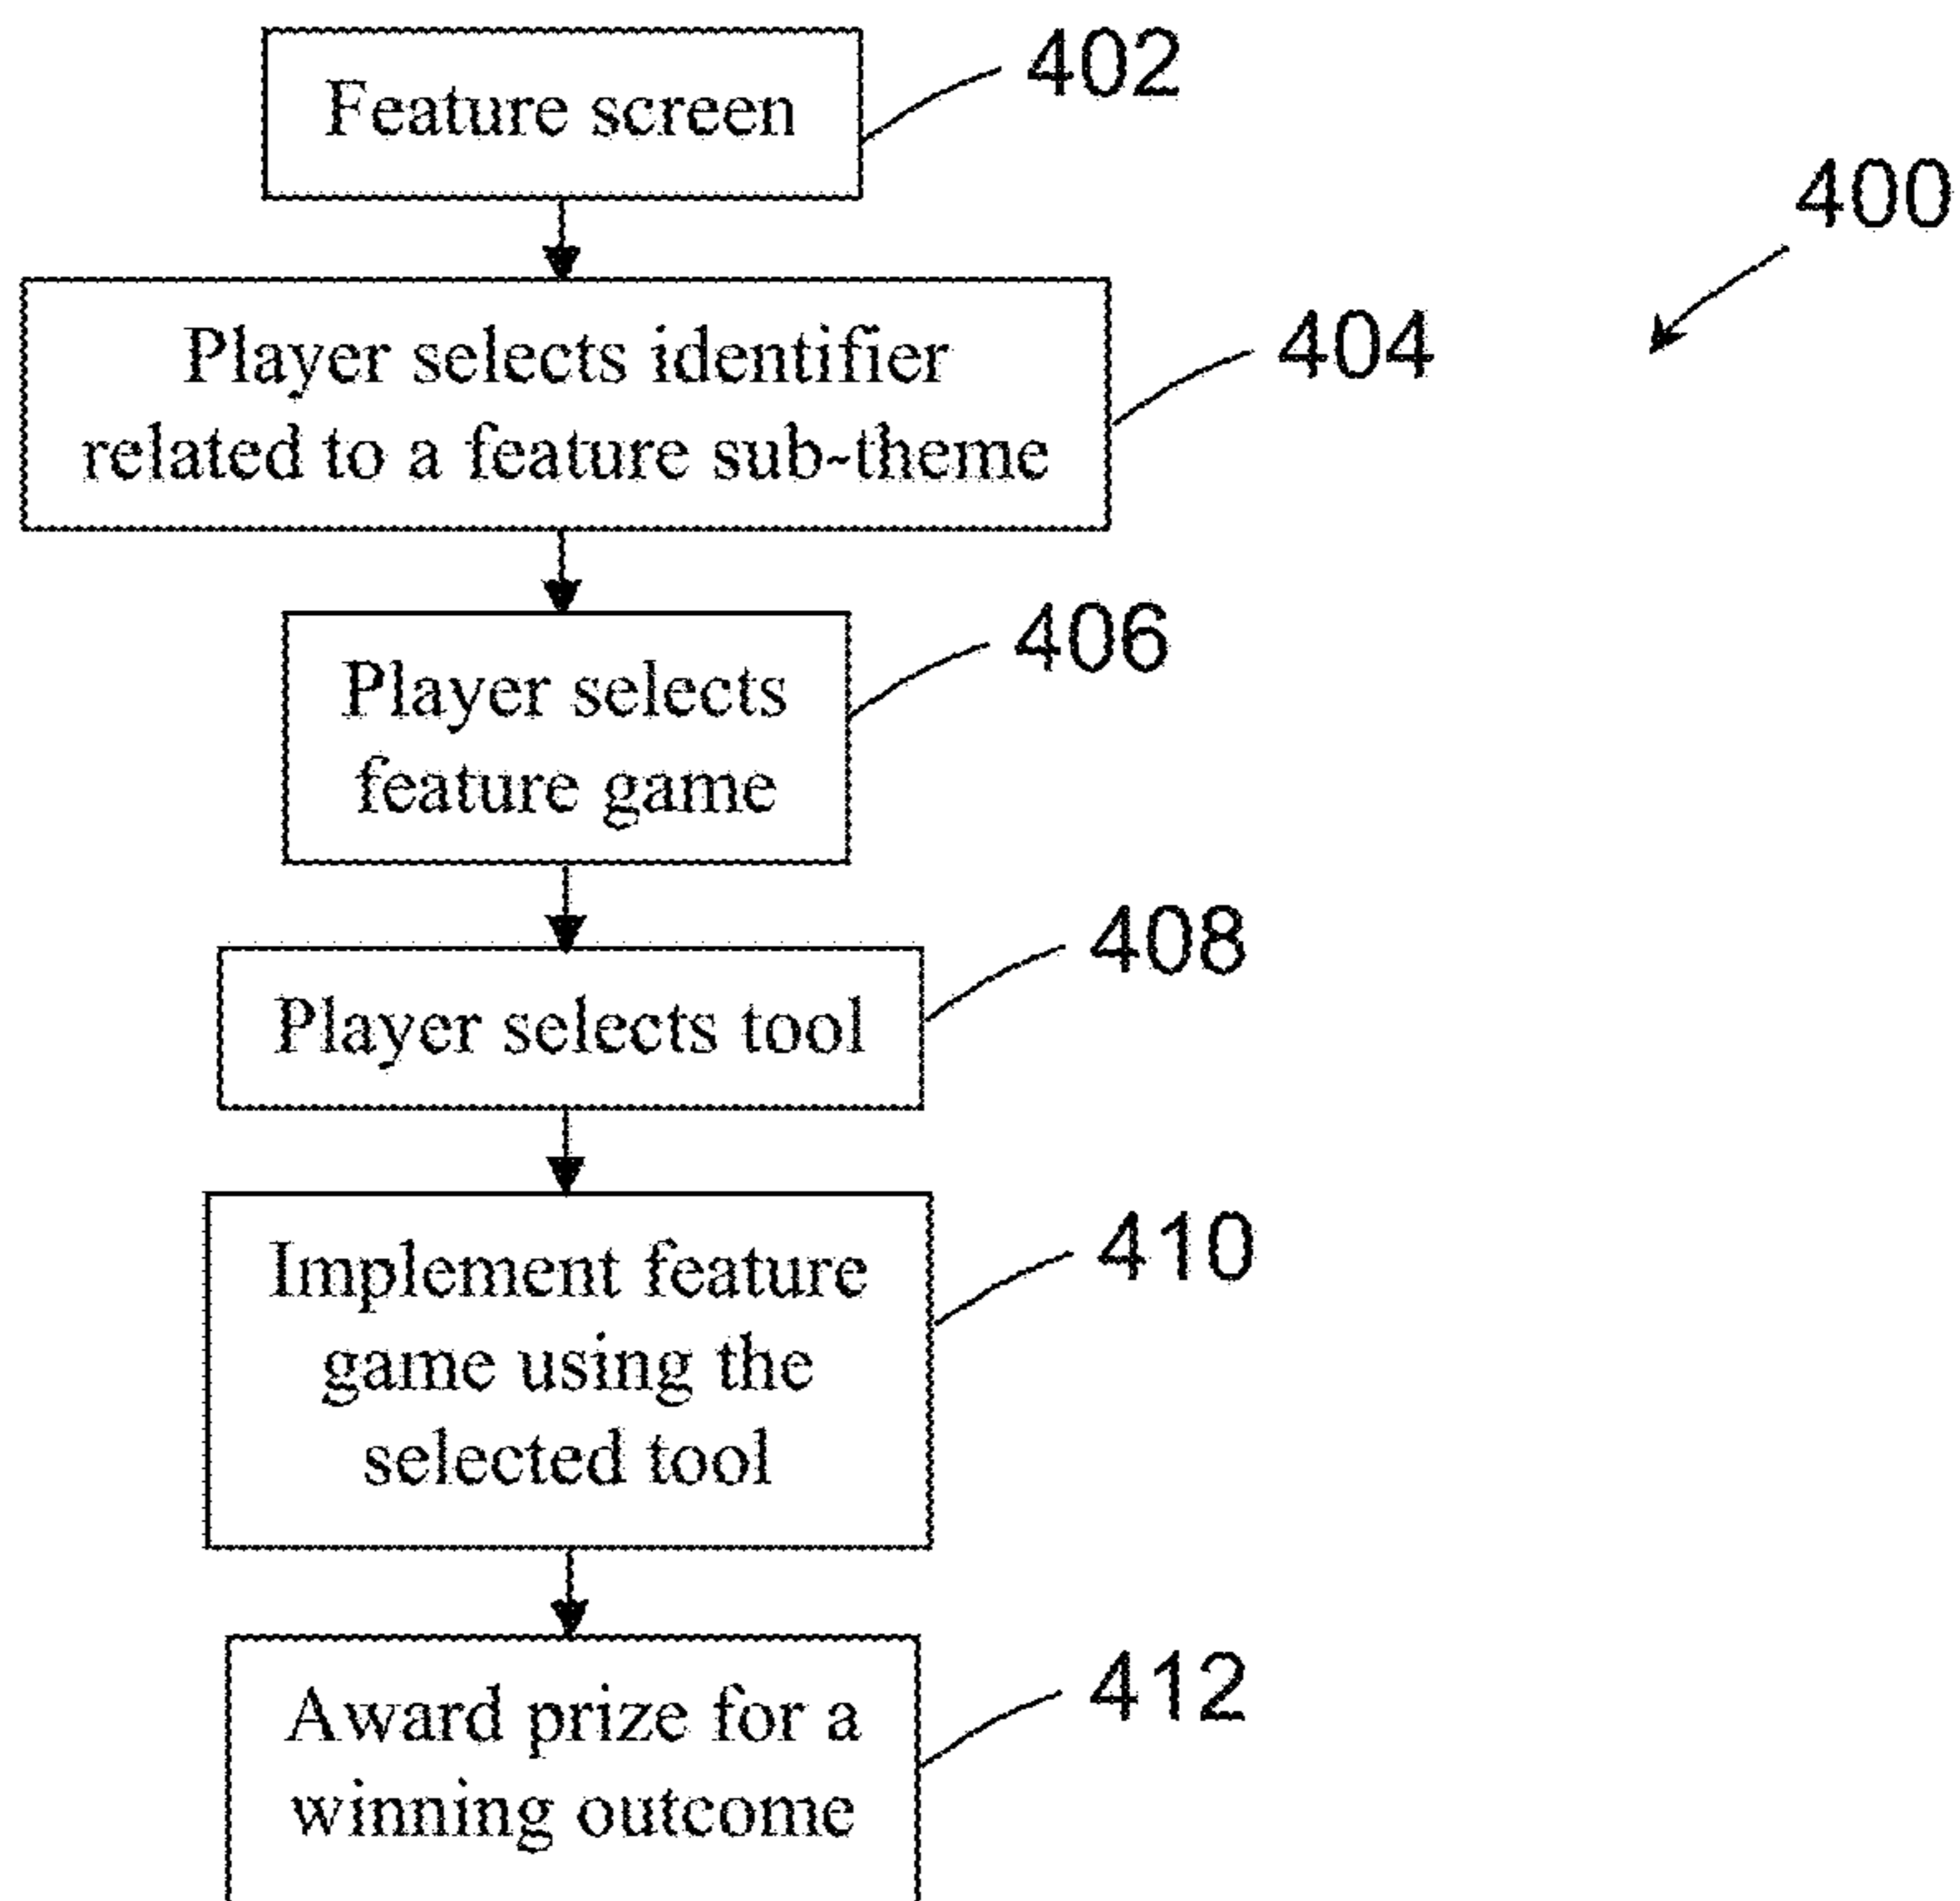 Feature screen
402
400
Player selects identifier
related to a feature sub-theme
404
Player selects
feature game
406
Player selects tool
408
Implement feature
game using the
selected tool
410
Award prize for a
winning outcome
412